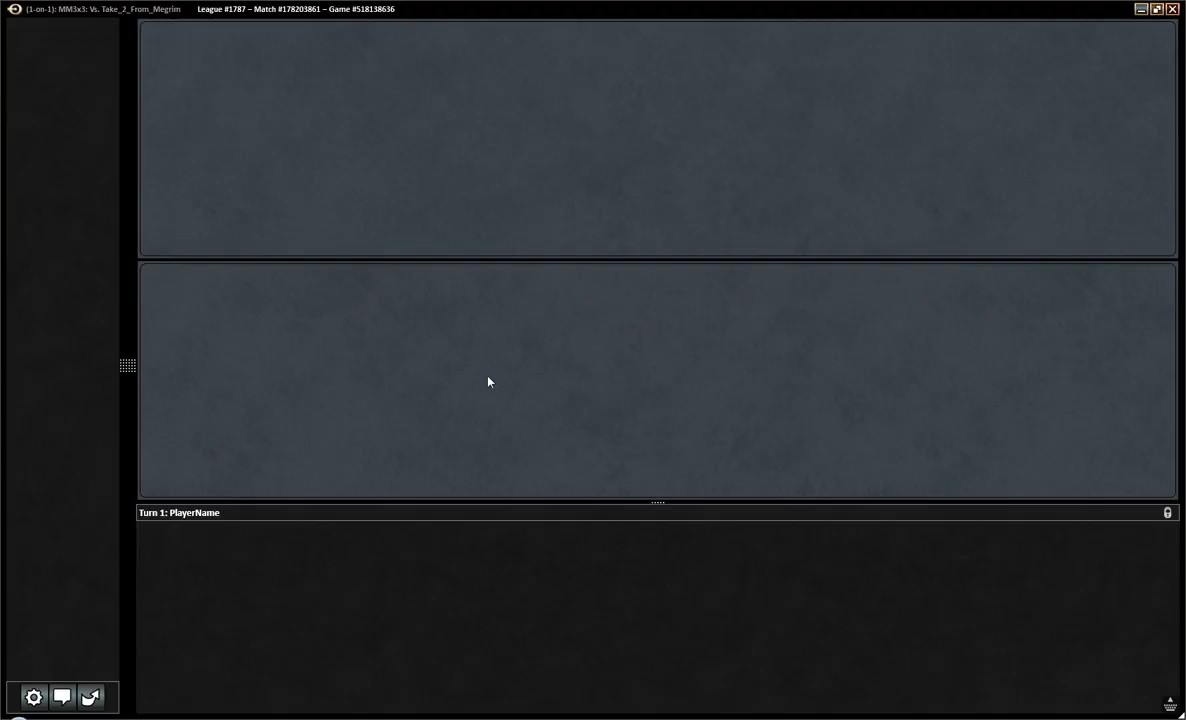 (1-on-1): MM3x3: Vs. Take_2_From_Megrim League #1787 – Match #178203861 – Game #518138636
Turn 1: PlayerName